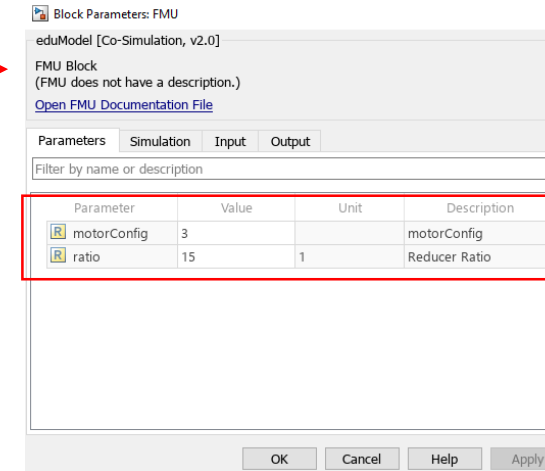 Block Parameters: FMU
eduModel [Co-Simulation, v2.0]
FMU Block
(FMU does not have a description.)
Open FMU Documentation File
Parameters Simulation Input Output
Filter by name or description
Parameter Value Unit Description
R motorConfig 3 motorConfig
R ratio 15 1 Reducer Ratio
OK Cancel Help Apply